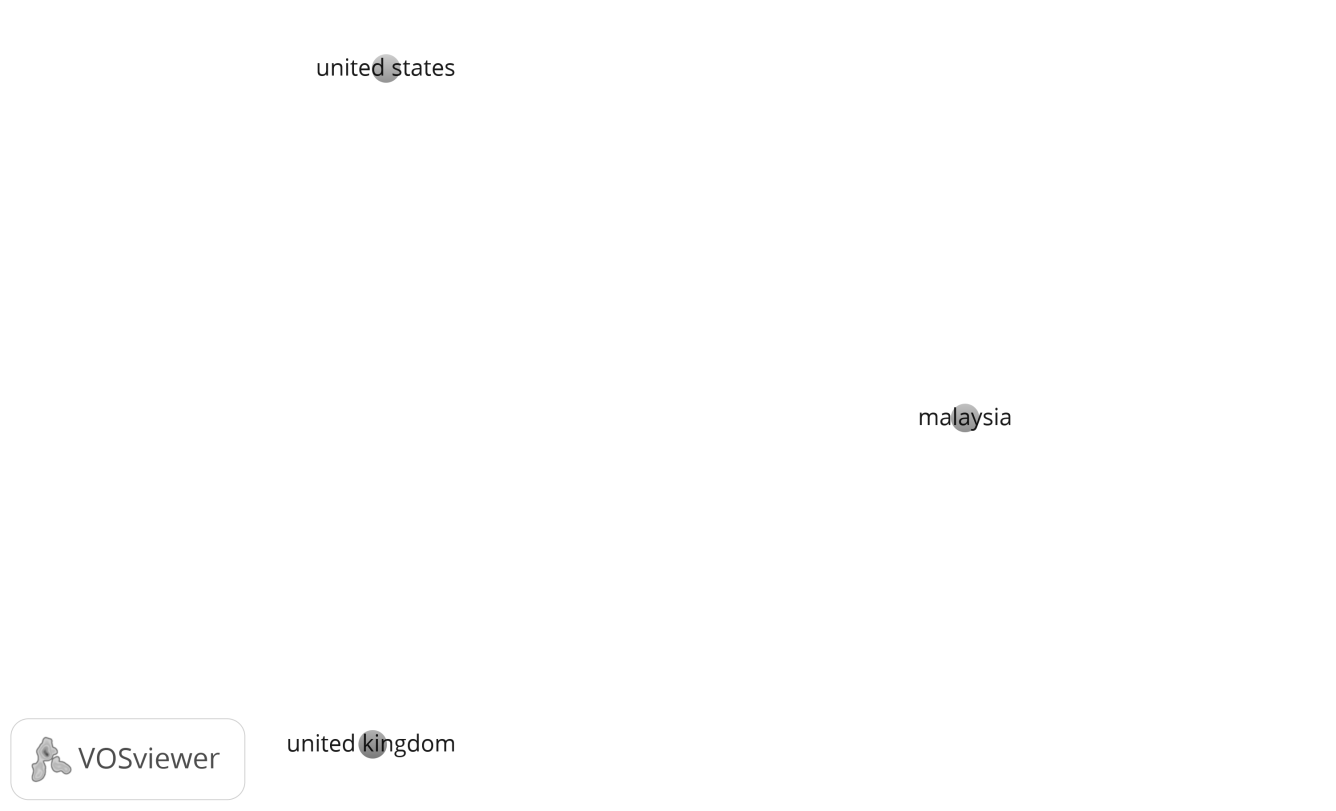 united states
malaysia
united kingdom
VOSviewer